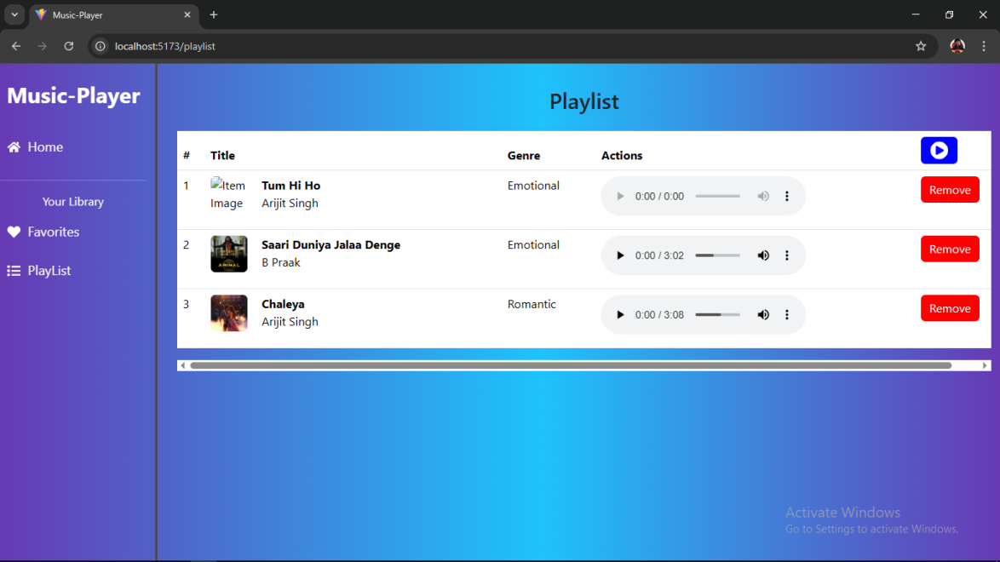 Music-Player
localhost:5173/playlist
Music-Player
Home
Your Library
Favorites
PlayList
Playlist
# Title Genre Actions
1 Item Image Tum Hi Ho Emotional 0:00 / 0:00 Remove
Arijit Singh
2 Saari Duniya Jalaa Denge Emotional 0:00 / 3:02 Remove
B Praak
ANIMAL
3 Chaleya Romantic 0:00 / 3:08 Remove
Arijit Singh
Activate Windows
Go to Settings to activate Windows.